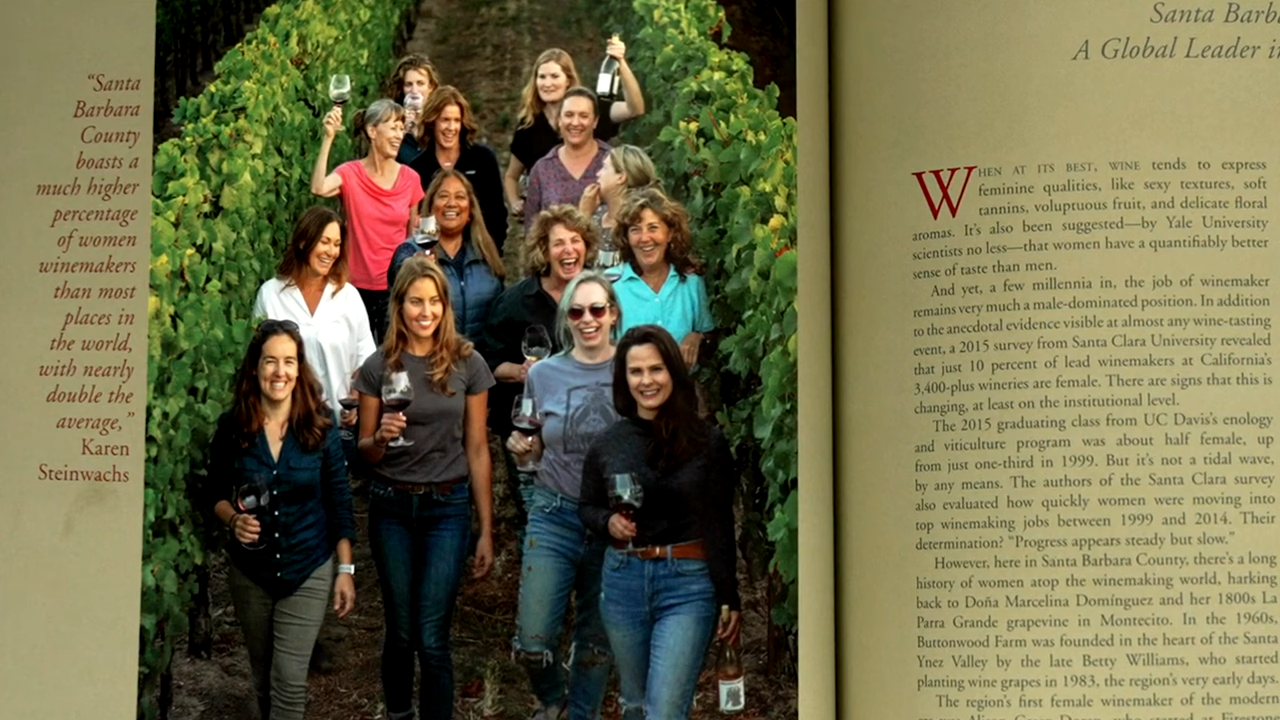 “Santa
Barbara
County
boasts a
much higher
percentage
of women
winemakers
than most
places in
the world,
with nearly
double the
average,”
Karen
Steinwachs
Santa Barb
A Global Leader in
WHEN AT ITS BEST, WINE tends to express
feminine qualities, like sexy textures, soft
tannins, voluptuous fruit, and delicate floral
aromas. It’s also been suggested—by Yale University
scientists no less—that women have a quantifiably better
sense of taste than men.
And yet, a few millennia in, the job of winemaker
remains very much a male-dominated position. In addition
to the anecdotal evidence visible at almost any wine-tasting
event, a 2015 survey from Santa Clara University revealed
that just 10 percent of lead winemakers at California’s
3,400-plus wineries are female. There are signs that this is
changing, at least on the institutional level.
The 2015 graduating class from UC Davis’s enology
and viticulture program was about half female, up
from just one-third in 1999. But it’s not a tidal wave,
by any means. The authors of the Santa Clara survey
also evaluated how quickly women were moving into
top winemaking jobs between 1999 and 2014. Their
determination? “Progress appears steady but slow.”
However, here in Santa Barbara County, there’s a long
history of women atop the winemaking world, harking
back to Doña Marcelina Domínguez and her 1800s La
Parra Grande grapevine in Montecito. In the 1960s,
Buttonwood Farm was founded in the heart of the Santa
Ynez Valley by the late Betty Williams, who started
planting wine grapes in 1983, the region’s very early days.
The region’s first female winemaker of the modern